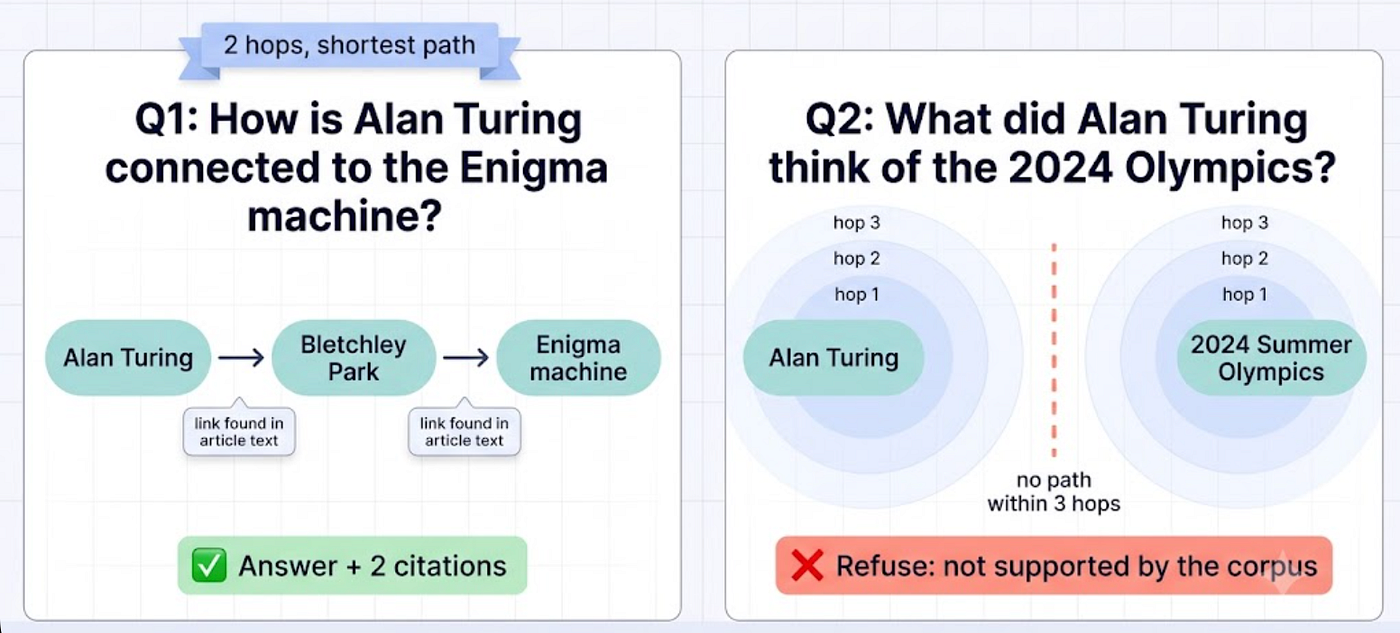 2 hops, shortest path
Q1: How is Alan Turing
connected to the Enigma
machine?
Alan Turing
Bletchley
Park
Enigma
machine
link found in
article text
link found in
article text
Answer + 2 citations
Q2: What did Alan Turing
think of the 2024 Olympics?
hop 3
hop 2
hop 1
Alan Turing
hop 3
hop 2
hop 1
2024 Summer
Olympics
no path
within 3 hops
Refuse: not supported by the corpus